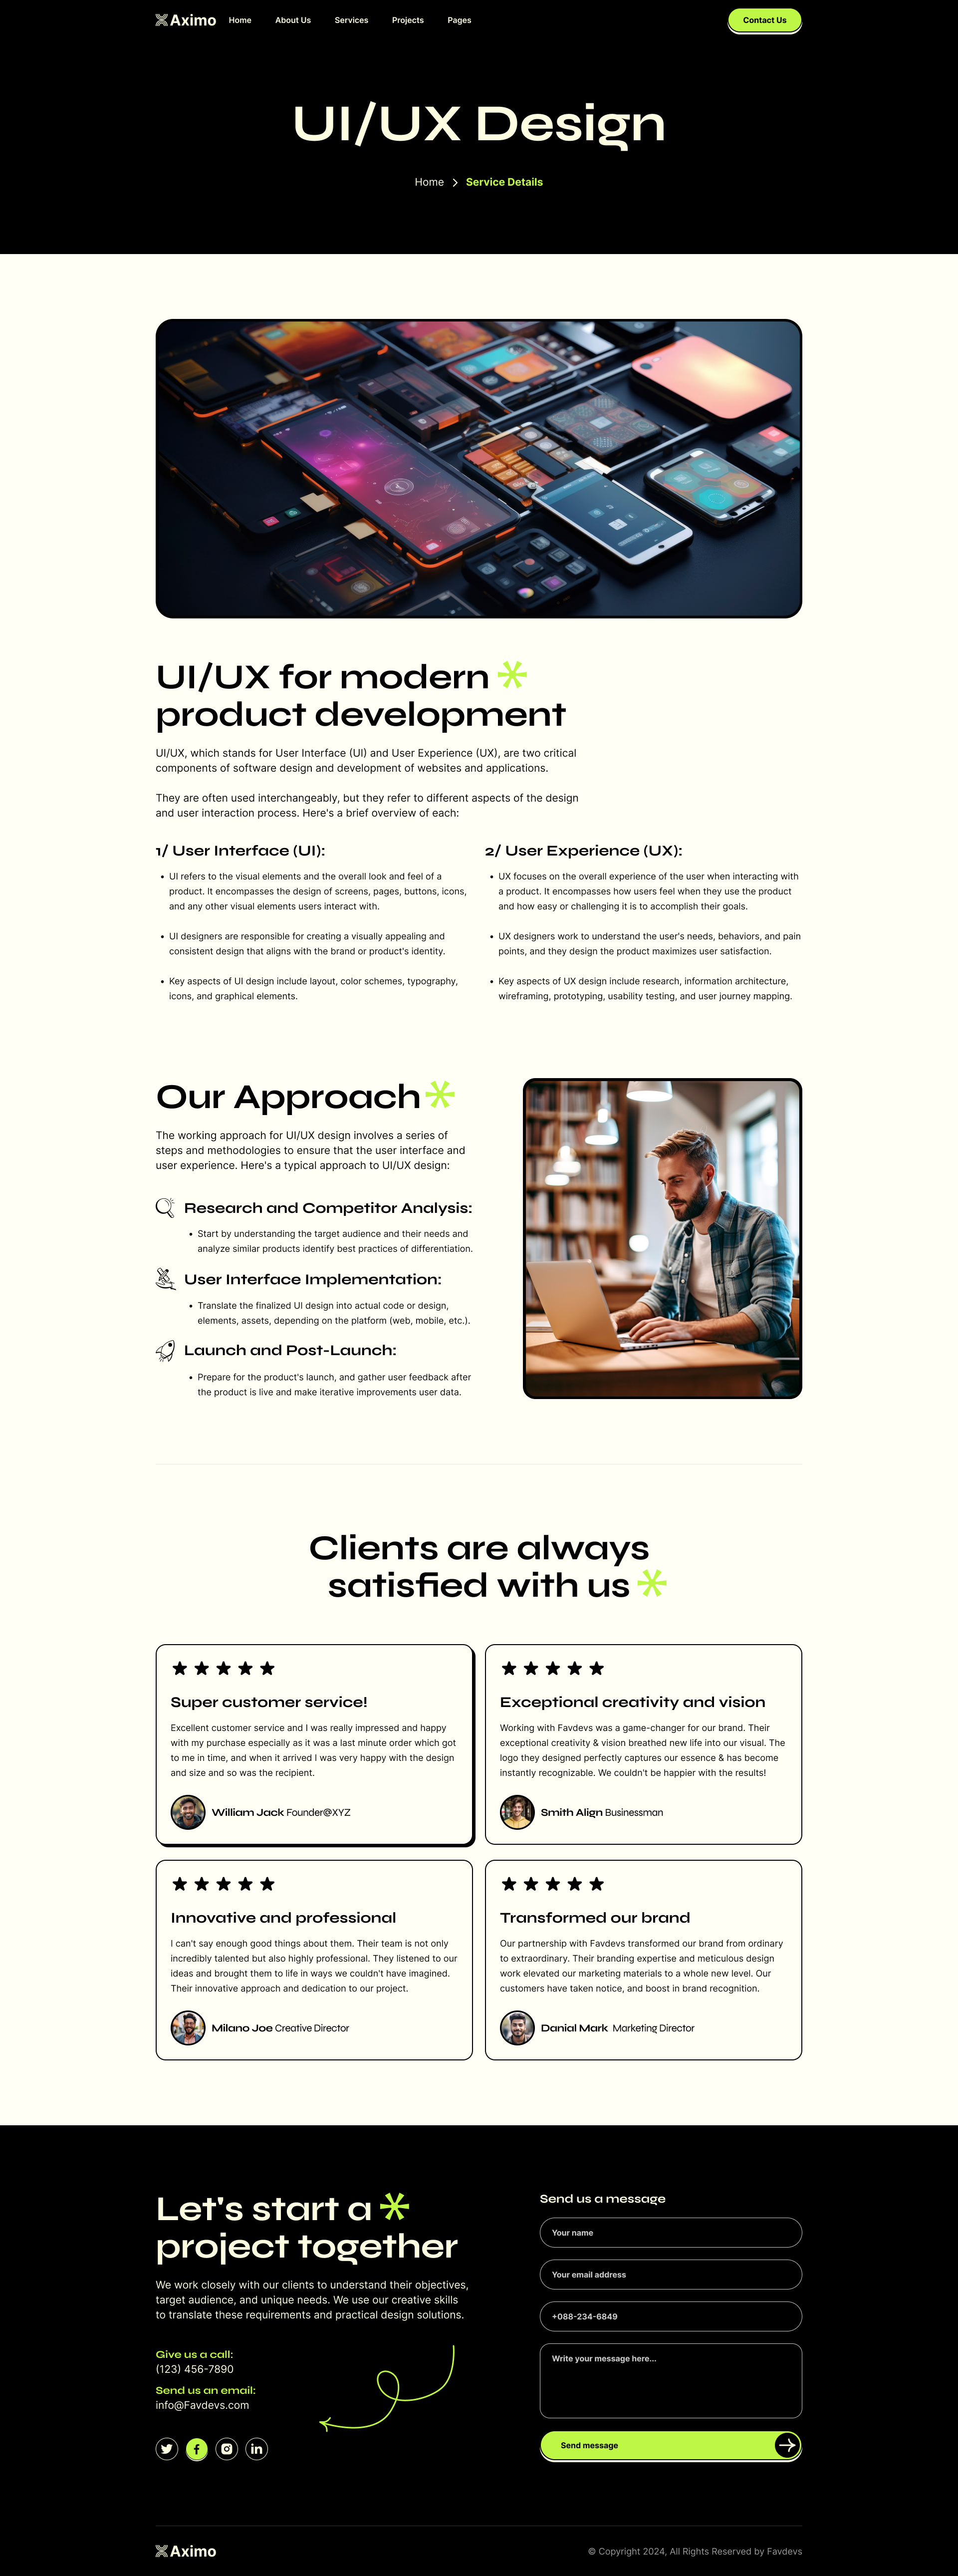 Aximo
Home
About Us
Services
Projects
Pages
Contact Us
UI/UX Design
Home
Service Details
UI/UX for modern
product development
UI/UX, which stands for User Interface (UI) and User Experience (UX), are two critical
components of software design and development of websites and applications.
They are often used interchangeably, but they refer to different aspects of the design
and user interaction process. Here's a brief overview of each:
1/ User Interface (UI):
• UI refers to the visual elements and the overall look and feel of a
product. It encompasses the design of screens, pages, buttons, icons,
and any other visual elements users interact with.
• UI designers are responsible for creating a visually appealing and
consistent design that aligns with the brand or product's identity.
• Key aspects of UI design include layout, color schemes, typography,
icons, and graphical elements.
2/ User Experience (UX):
• UX focuses on the overall experience of the user when interacting with
a product. It encompasses how users feel when they use the product
and how easy or challenging it is to accomplish their goals.
• UX designers work to understand the user's needs, behaviors, and pain
points, and they design the product maximizes user satisfaction.
• Key aspects of UX design include research, information architecture,
wireframing, prototyping, usability testing, and user journey mapping.
Our Approach
The working approach for UI/UX design involves a series of
steps and methodologies to ensure that the user interface and
user experience. Here's a typical approach to UI/UX design:
Research and Competitor Analysis:
• Start by understanding the target audience and their needs and
analyze similar products identify best practices of differentiation.
User Interface Implementation:
• Translate the finalized UI design into actual code or design,
elements, assets, depending on the platform (web, mobile, etc.).
Launch and Post-Launch:
• Prepare for the product's launch, and gather user feedback after
the product is live and make iterative improvements user data.
Clients are always
satisfied with us
Super customer service!
Excellent customer service and I was really impressed and happy
with my purchase especially as it was a last minute order which got
to me in time, and when it arrived I was very happy with the design
and size and so was the recipient.
William Jack Founder@XYZ
Exceptional creativity and vision
Working with Favdevs was a game-changer for our brand. Their
exceptional creativity & vision breathed new life into our visual. The
logo they designed perfectly captures our essence & has become
instantly recognizable. We couldn't be happier with the results!
Smith Align Businessman
Innovative and professional
I can't say enough good things about them. Their team is not only
incredibly talented but also highly professional. They listened to our
ideas and brought them to life in ways we couldn't have imagined.
Their innovative approach and dedication to our project.
Milano Joe Creative Director
Transformed our brand
Our partnership with Favdevs transformed our brand from ordinary
to extraordinary. Their branding expertise and meticulous design
work elevated our marketing materials to a whole new level. Our
customers have taken notice, and boost in brand recognition.
Danial Mark Marketing Director
Let's start a
project together
We work closely with our clients to understand their objectives,
target audience, and unique needs. We use our creative skills
to translate these requirements and practical design solutions.
Give us a call:
(123) 456-7890
Send us an email:
info@Favdevs.com
Send us a message
Your name
Your email address
+088-234-6849
Write your message here...
Send message
Aximo
© Copyright 2024, All Rights Reserved by Favdevs